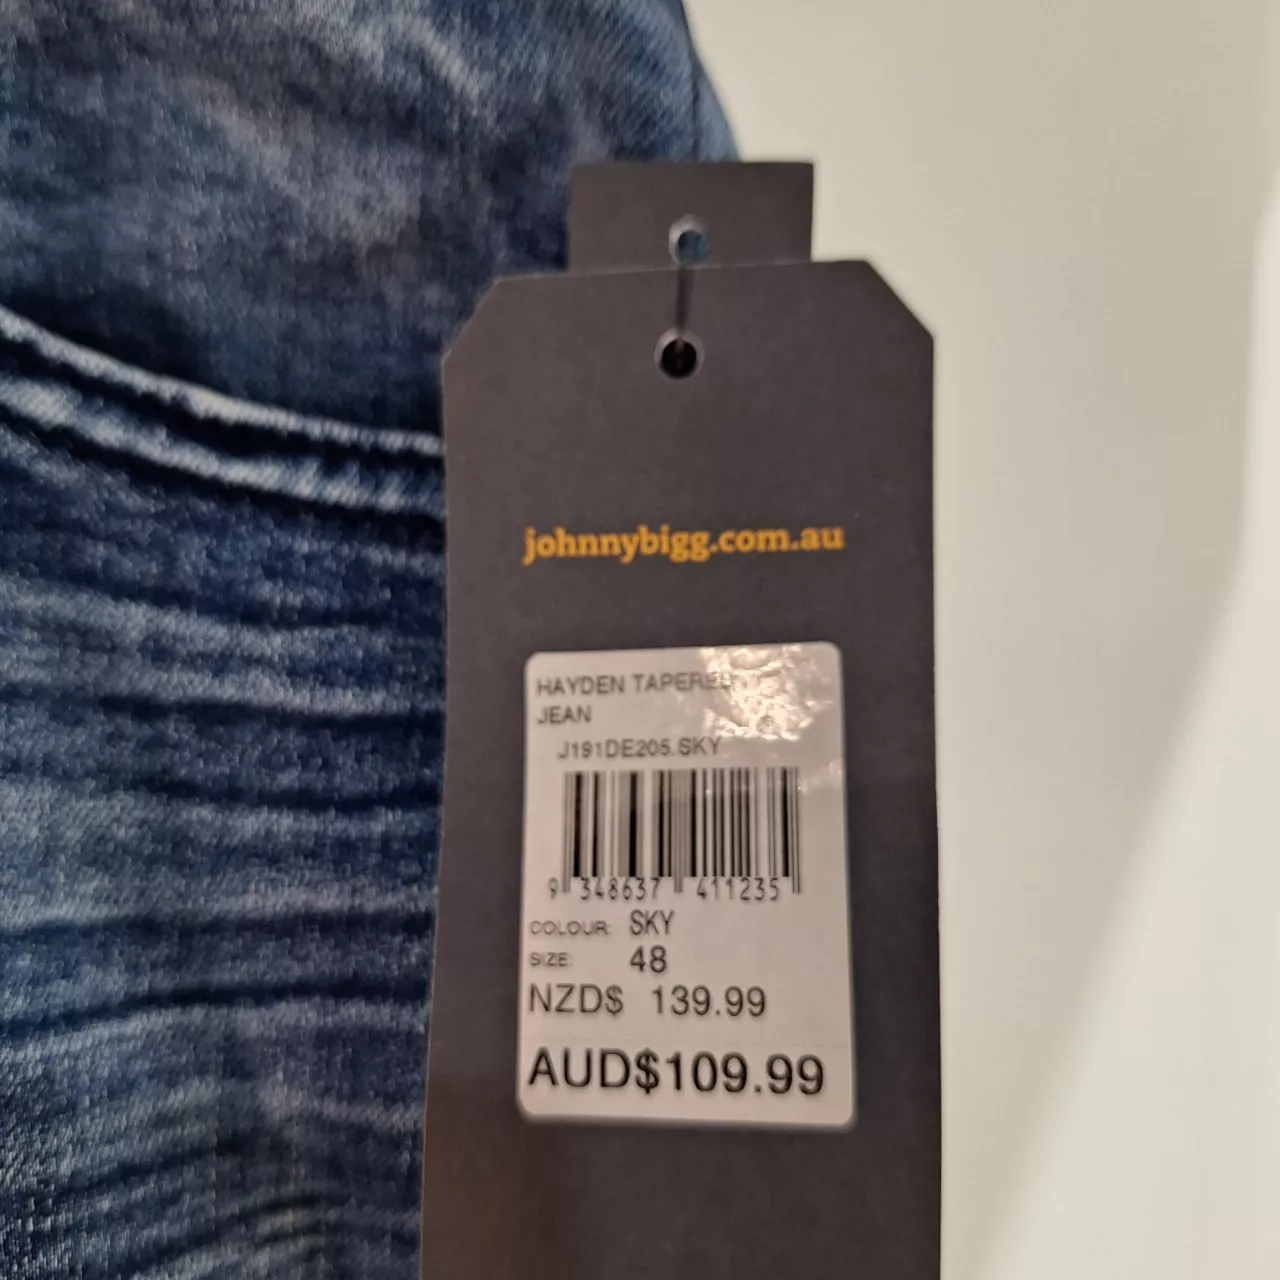 johnnybigg.com.au
HAYDEN TAPERED
JEAN
J191DE205.SKY
9 348637 411235
COLOUR: SKY
SIZE: 48
NZD$ 139.99
AUD$109.99